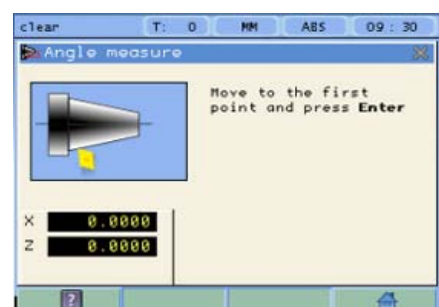 clear T: 0 MM ABS 09 : 30
Angle measure
Move to the first
point and press Enter
X 0.0000
Z 0.0000
?